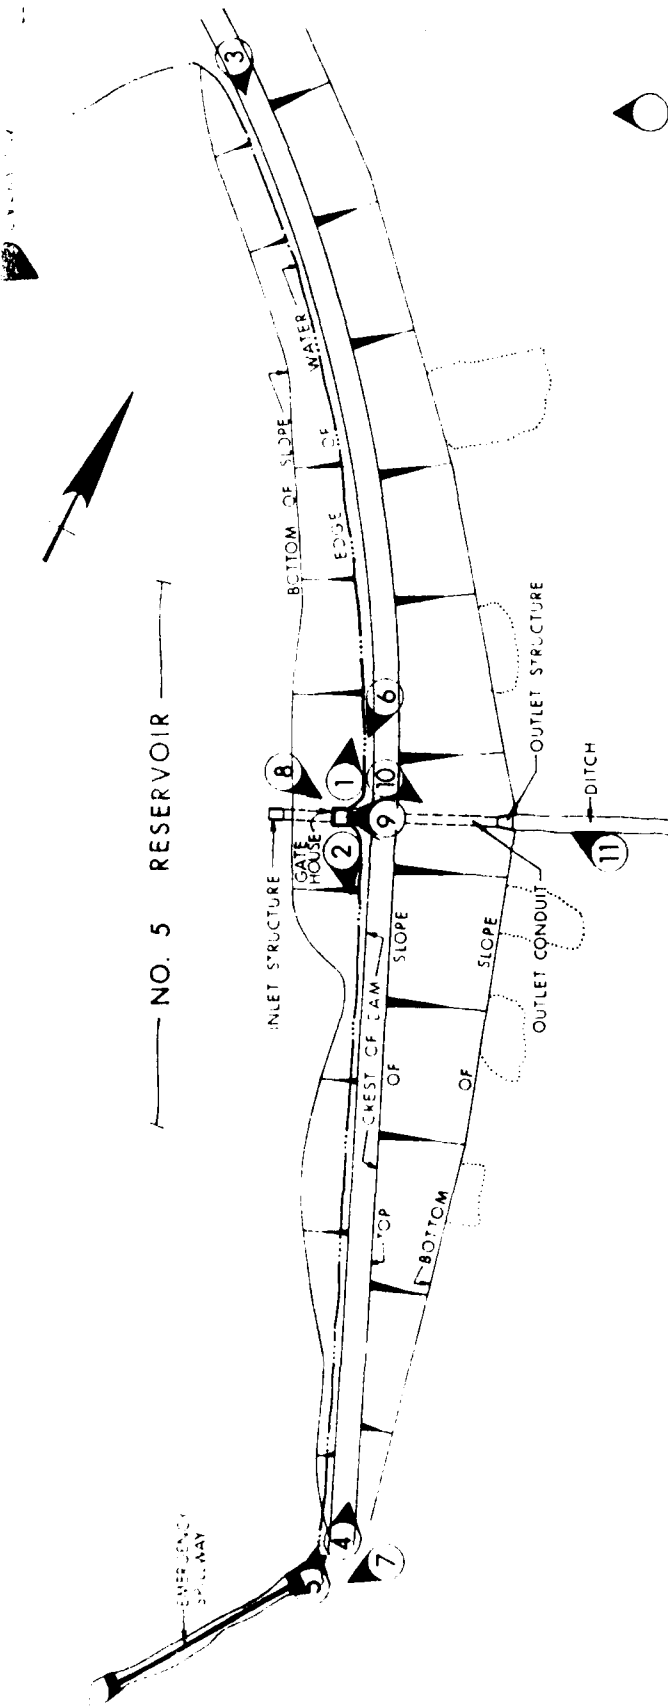 NO. 5 RESERVOIR
EMERGENCY
SPILLWAY
INLET STRUCTURE
GATE
HOUSE
BOTTOM OF SLOPE
EDGE OF WATER
CREST OF DAM
TOP OF SLOPE
BOTTOM OF SLOPE
OUTLET CONDUIT
OUTLET STRUCTURE
DITCH
1
2
3
4
5
6
7
8
9
10
11